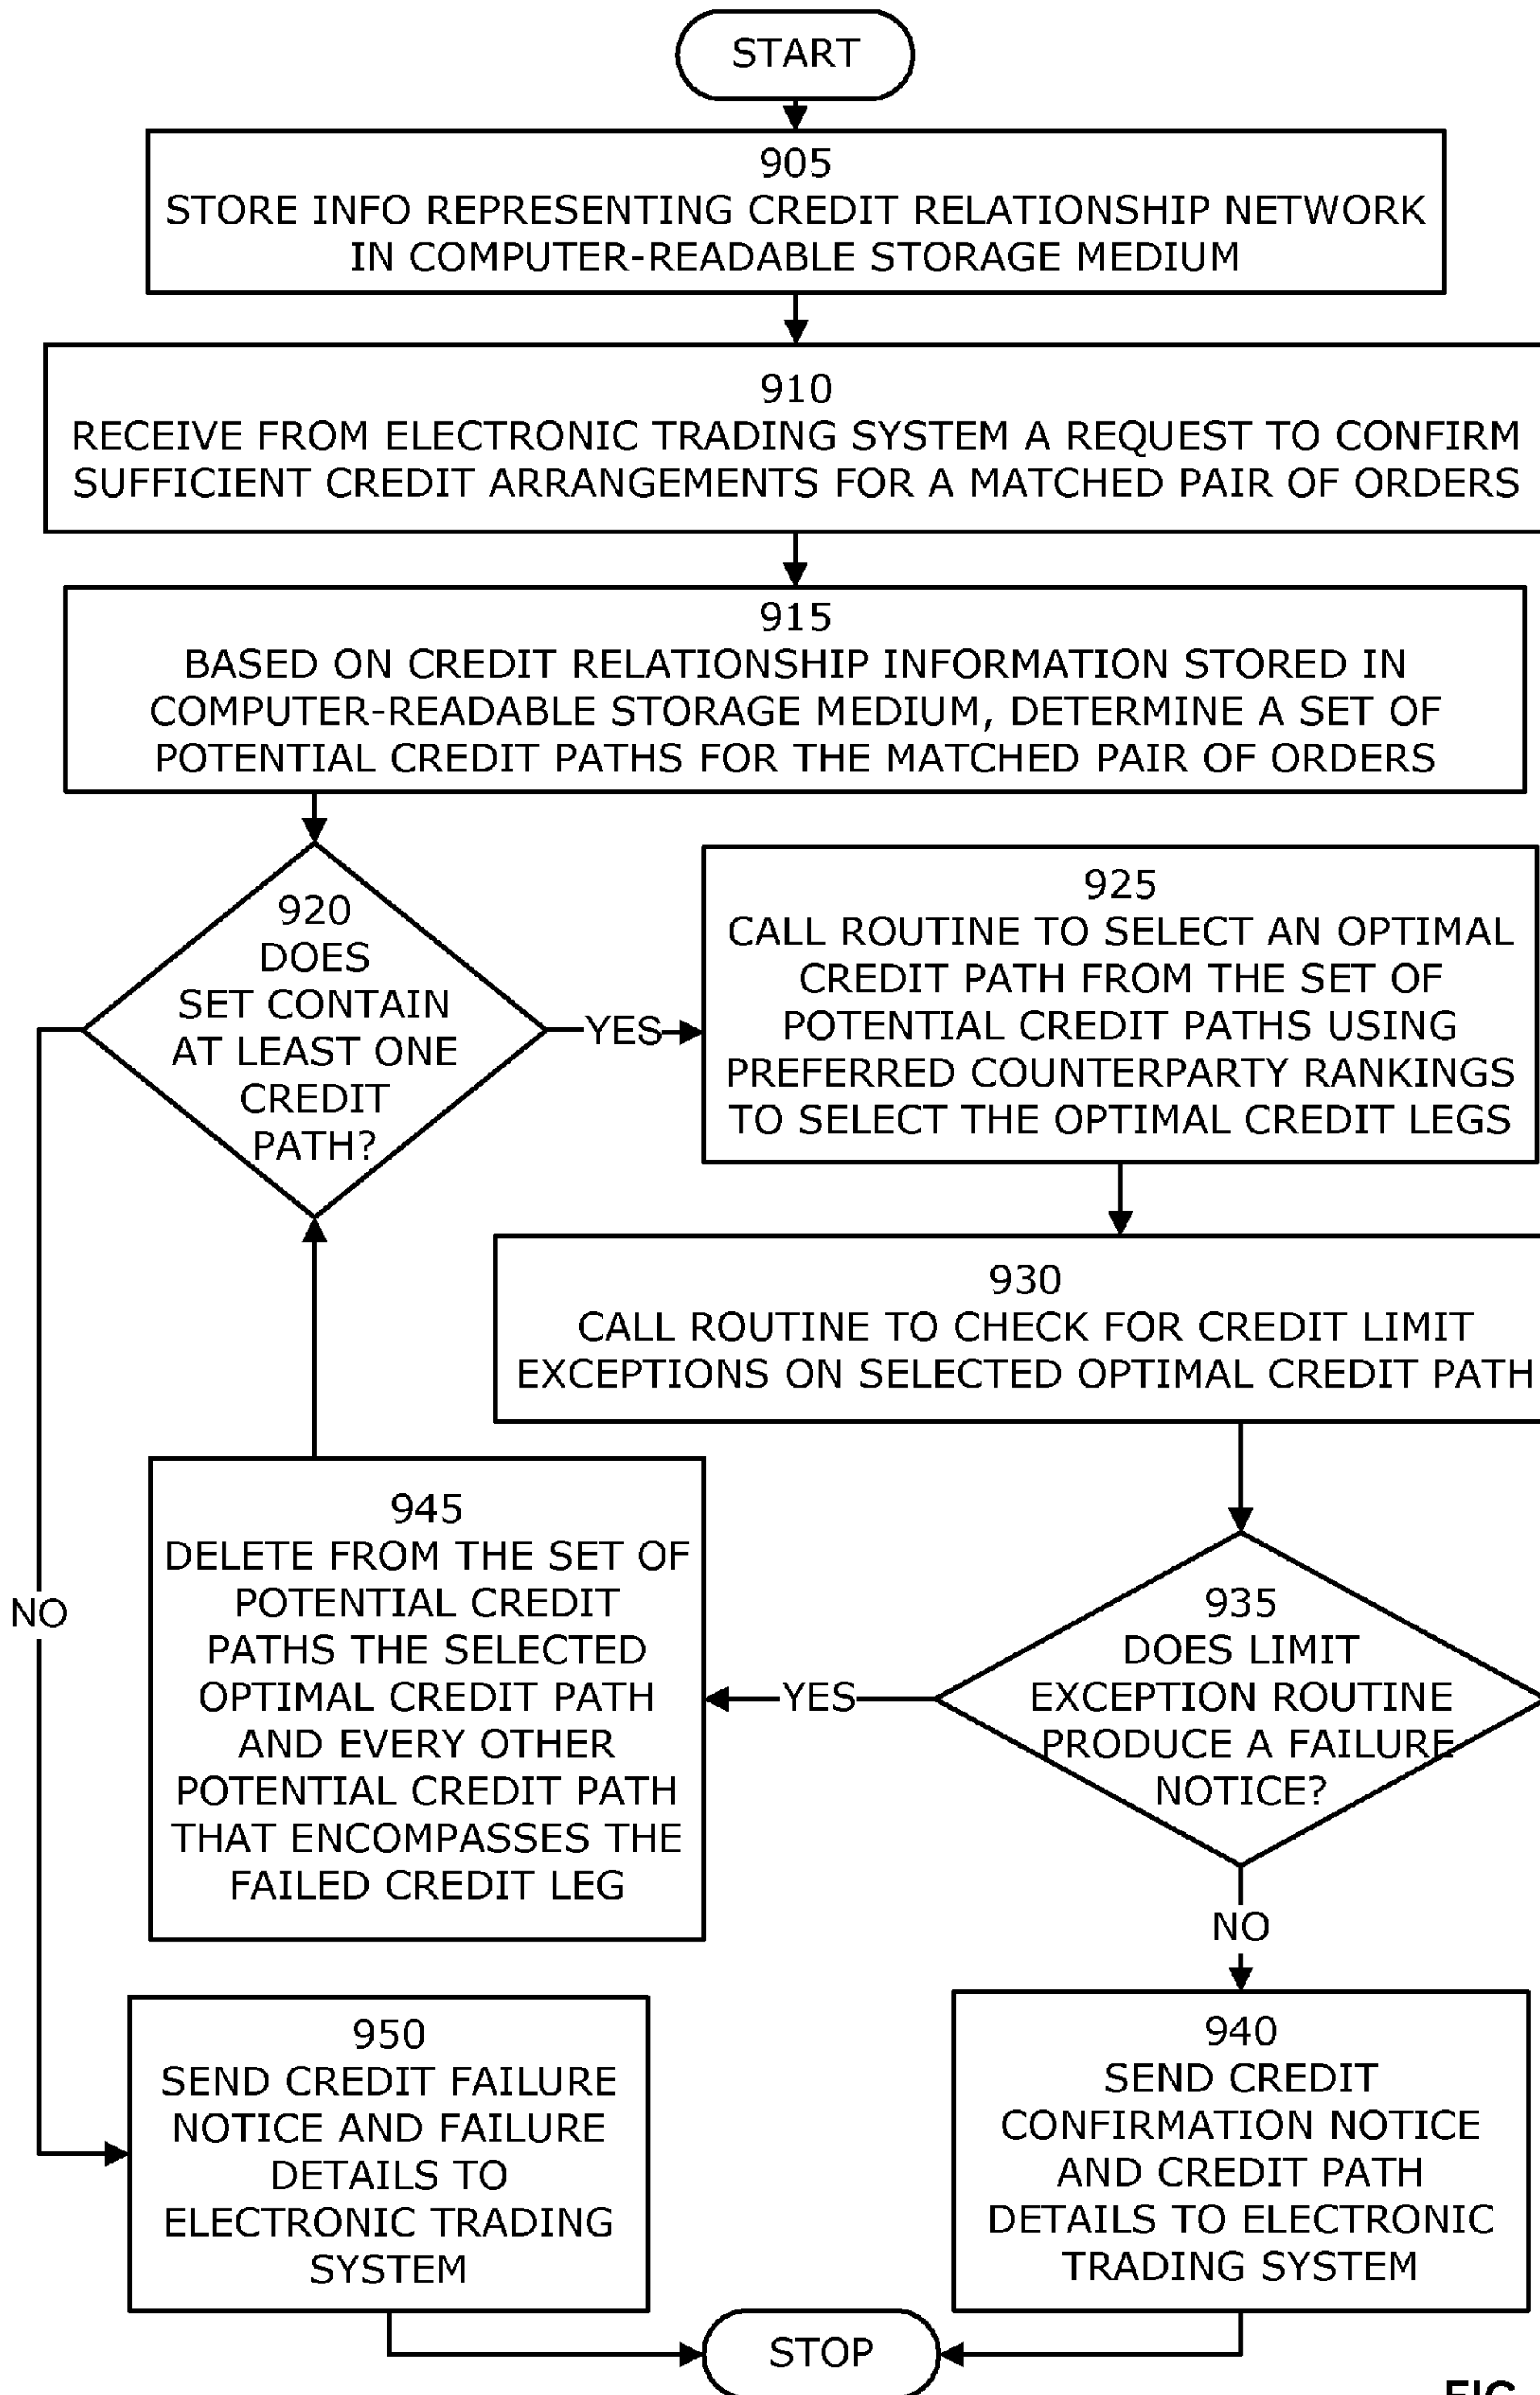 START
905
STORE INFO REPRESENTING CREDIT RELATIONSHIP NETWORK
IN COMPUTER-READABLE STORAGE MEDIUM
910
RECEIVE FROM ELECTRONIC TRADING SYSTEM A REQUEST TO CONFIRM
SUFFICIENT CREDIT ARRANGEMENTS FOR A MATCHED PAIR OF ORDERS
915
BASED ON CREDIT RELATIONSHIP INFORMATION STORED IN
COMPUTER-READABLE STORAGE MEDIUM, DETERMINE A SET OF
POTENTIAL CREDIT PATHS FOR THE MATCHED PAIR OF ORDERS
920
DOES
SET CONTAIN
AT LEAST ONE
CREDIT
PATH?
YES
925
CALL ROUTINE TO SELECT AN OPTIMAL
CREDIT PATH FROM THE SET OF
POTENTIAL CREDIT PATHS USING
PREFERRED COUNTERPARTY RANKINGS
TO SELECT THE OPTIMAL CREDIT LEGS
930
CALL ROUTINE TO CHECK FOR CREDIT LIMIT
EXCEPTIONS ON SELECTED OPTIMAL CREDIT PATH
935
DOES LIMIT
EXCEPTION ROUTINE
PRODUCE A FAILURE
NOTICE?
YES
945
DELETE FROM THE SET OF
POTENTIAL CREDIT
PATHS THE SELECTED
OPTIMAL CREDIT PATH
AND EVERY OTHER
POTENTIAL CREDIT PATH
THAT ENCOMPASSES THE
FAILED CREDIT LEG
NO
NO
950
SEND CREDIT FAILURE
NOTICE AND FAILURE
DETAILS TO
ELECTRONIC TRADING
SYSTEM
940
SEND CREDIT
CONFIRMATION NOTICE
AND CREDIT PATH
DETAILS TO ELECTRONIC
TRADING SYSTEM
STOP